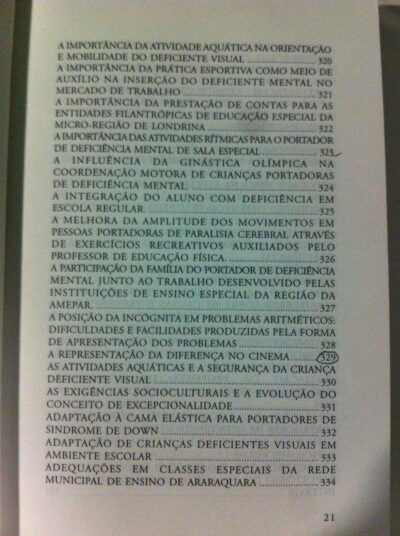 A IMPORTÂNCIA DA ATIVIDADE AQUÁTICA NA ORIENTAÇÃO
E MOBILIDADE DO DEFICIENTE VISUAL ........................ 320
A IMPORTÂNCIA DA PRÁTICA ESPORTIVA COMO MEIO DE
AUXÍLIO NA INSERÇÃO DO DEFICIENTE MENTAL NO
MERCADO DE TRABALHO ........................ 321
A IMPORTÂNCIA DA PRESTAÇÃO DE CONTAS PARA AS
ENTIDADES FILANTRÓPICAS DE EDUCAÇÃO ESPECIAL DA
MICRO-REGIÃO DE LONDRINA ........................ 322
A IMPORTÂNCIA DAS ATIVIDADES RÍTMICAS PARA O PORTADOR
DE DEFICIÊNCIA MENTAL DE SALA ESPECIAL ........................ 323
A INFLUÊNCIA DA GINÁSTICA OLÍMPICA NA
COORDENAÇÃO MOTORA DE CRIANÇAS PORTADORAS
DE DEFICIÊNCIA MENTAL ........................ 324
A INTEGRAÇÃO DO ALUNO COM DEFICIÊNCIA EM
ESCOLA REGULAR ........................ 325
A MELHORA DA AMPLITUDE DOS MOVIMENTOS EM
PESSOAS PORTADORAS DE PARALISIA CEREBRAL ATRAVÉS
DE EXERCÍCIOS RECREATIVOS AUXILIADOS PELO
PROFESSOR DE EDUCAÇÃO FÍSICA ........................ 326
A PARTICIPAÇÃO DA FAMÍLIA DO PORTADOR DE DEFICIÊNCIA
MENTAL JUNTO AO TRABALHO DESENVOLVIDO PELAS
INSTITUIÇÕES DE ENSINO ESPECIAL DA REGIÃO DA
AMEPAR ........................ 327
A POSIÇÃO DA INCÓGNITA EM PROBLEMAS ARITMÉTICOS:
DIFICULDADES E FACILIDADES PRODUZIDAS PELA FORMA
DE APRESENTAÇÃO DOS PROBLEMAS ........................ 328
A REPRESENTAÇÃO DA DIFERENÇA NO CINEMA ........................ 329
AS ATIVIDADES AQUÁTICAS E A SEGURANÇA DA CRIANÇA
DEFICIENTE VISUAL ........................ 330
AS EXIGÊNCIAS SOCIOCULTURAIS E A EVOLUÇÃO DO
CONCEITO DE EXCEPCIONALIDADE ........................ 331
ADAPTAÇÃO À CAMA ELÁSTICA PARA PORTADORES DE
SINDROME DE DOWN ........................ 332
ADAPTAÇÃO DE CRIANÇAS DEFICIENTES VISUAIS EM
AMBIENTE ESCOLAR ........................ 333
ADEQUAÇÕES EM CLASSES ESPECIAIS DA REDE
MUNICIPAL DE ENSINO DE ARARAQUARA ........................ 334
21